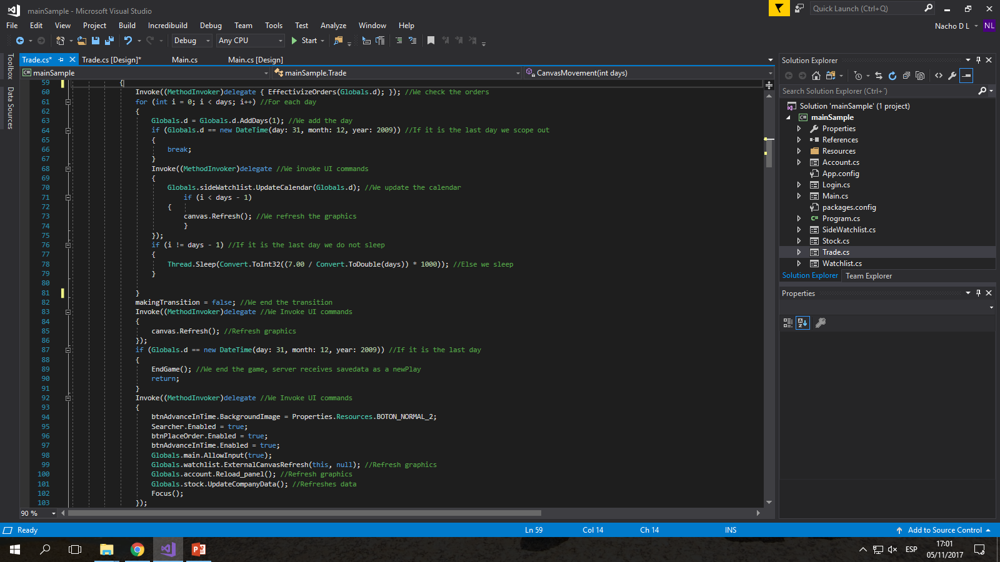 mainSample - Microsoft Visual Studio
Quick Launch (Ctrl+Q)
File Edit View Project Build Incredibuild Debug Team Tools Test Analyze Window Help
Nacho D L NL
Debug Any CPU Start
Toolbox
Data Sources
Trade.cs* Trade.cs [Design]* Main.cs Main.cs [Design]
mainSample mainSample.Trade CanvasMovement(int days)
59 {
60 Invoke((MethodInvoker)delegate { EffectivizeOrders(Globals.d); }); //We check the orders
61 for (int i = 0; i < days; i++) //For each day
62 {
63 Globals.d = Globals.d.AddDays(1); //We add the day
64 if (Globals.d == new DateTime(day: 31, month: 12, year: 2009)) //If it is the last day we scope out
65 {
66 break;
67 }
68 Invoke((MethodInvoker)delegate //We invoke UI commands
69 {
70 Globals.sideWatchlist.UpdateCalendar(Globals.d); //We update the calendar
71 if (i < days - 1)
72 {
73 canvas.Refresh(); //We refresh the graphics
74 }
75 });
76 if (i != days - 1) //If it is the last day we do not sleep
77 {
78 Thread.Sleep(Convert.ToInt32((7.00 / Convert.ToDouble(days)) * 1000)); //Else we sleep
79 }
80
81 }
82 makingTransition = false; //We end the transition
83 Invoke((MethodInvoker)delegate //We Invoke UI commands
84 {
85 canvas.Refresh(); //Refresh graphics
86 });
87 if (Globals.d == new DateTime(day: 31, month: 12, year: 2009)) //If it is the last day
88 {
89 EndGame(); //We end the game, server receives savedata as a newPlay
90 return;
91 }
92 Invoke((MethodInvoker)delegate //We Invoke UI commands
93 {
94 btnAdvanceInTime.BackgroundImage = Properties.Resources.BOTON_NORMAL_2;
95 Searcher.Enabled = true;
96 btnPlaceOrder.Enabled = true;
97 btnAdvanceInTime.Enabled = true;
98 Globals.main.AllowInput(true);
99 Globals.watchlist.ExternalCanvasRefresh(this, null); //Refresh graphics
100 Globals.account.Reload_panel(); //Refresh graphics
101 Globals.stock.UpdateCompanyData(); //Refreshes data
102 Focus();
103 });
90 %
Solution Explorer
Search Solution Explorer (Ctrl+´)
Solution 'mainSample' (1 project)
mainSample
Properties
References
Resources
Account.cs
App.config
Login.cs
Main.cs
packages.config
Program.cs
SideWatchlist.cs
Stock.cs
Trade.cs
Watchlist.cs
Solution Explorer Team Explorer
Properties
Ready Ln 59 Col 14 Ch 14 INS Add to Source Control
ESP 17:01
05/11/2017